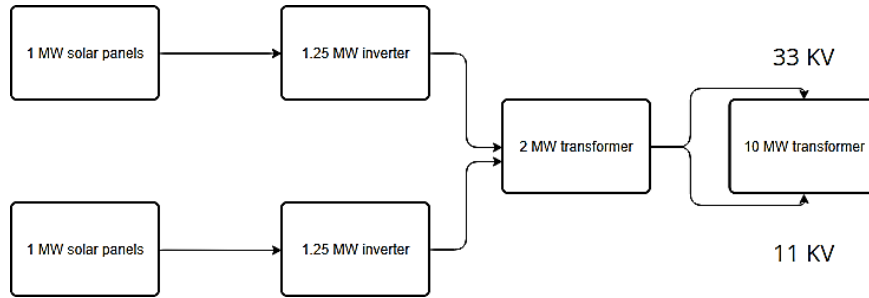 33 KV
1 MW solar panels
1.25 MW inverter
2 MW transformer
10 MW transformer
1 MW solar panels
1.25 MW inverter
11 KV